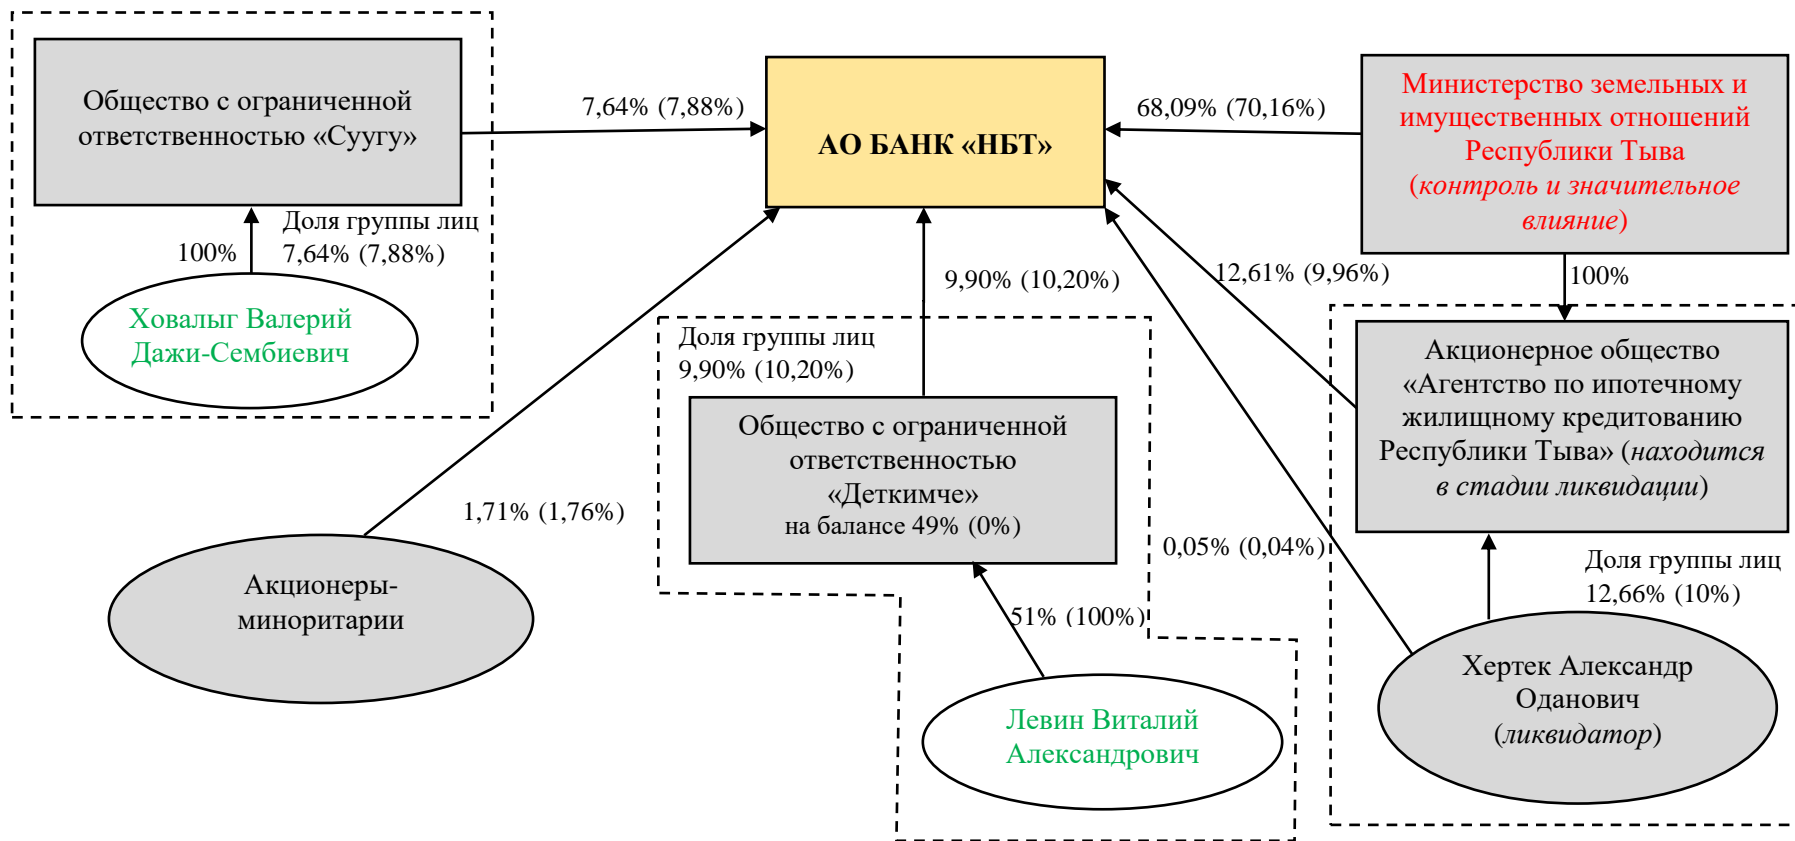 Общество с ограниченной
ответственностью «Суугу»
7,64% (7,88%)
АО БАНК «НБТ»
68,09% (70,16%)
Министерство земельных и
имущественных отношений
Республики Тыва
(контроль и значительное
влияние)
Доля группы лиц
7,64% (7,88%)
100%
Ховалыг Валерий
Дажи-Сембиевич
9,90% (10,20%)
12,61% (9,96%)
100%
Доля группы лиц
9,90% (10,20%)
Общество с ограниченной
ответственностью
«Деткимче»
на балансе 49% (0%)
Акционерное общество
«Агентство по ипотечному
жилищному кредитованию
Республики Тыва» (находится
в стадии ликвидации)
1,71% (1,76%)
Акционеры-
миноритарии
0,05% (0,04%)
Доля группы лиц
12,66% (10%)
51% (100%)
Левин Виталий
Александрович
Хертек Александр
Оданович
(ликвидатор)